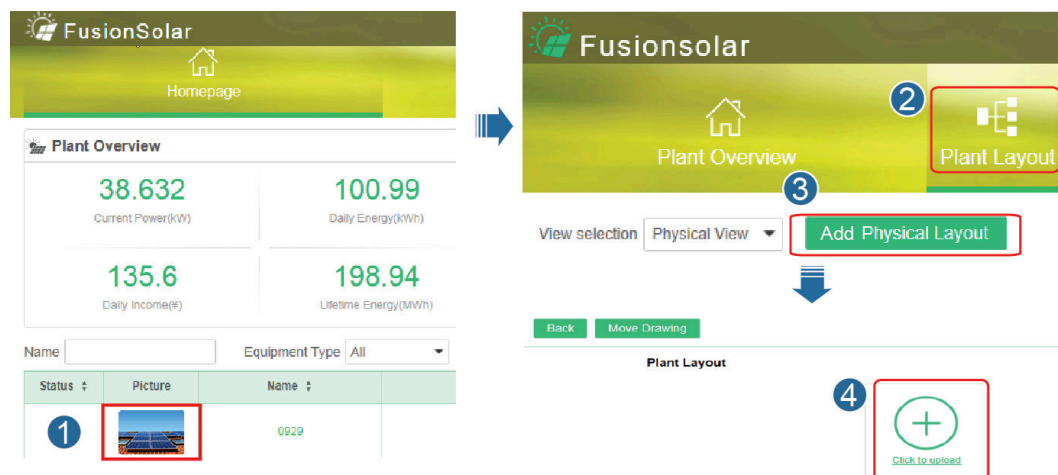 FusionSolar
Homepage
Plant Overview
38.632
100.99
Current Power(kW)
Daily Energy(kWh)
135.6
198.94
Daily Income(¥)
Lifetime Energy(MWh)
Name
Equipment Type
All
Status
Picture
Name
1
0929
Fusionsolar
2
Plant Overview
Plant Layout
3
View selection
Physical View
Add Physical Layout
Back
Move Drawing
Plant Layout
4
Click to upload